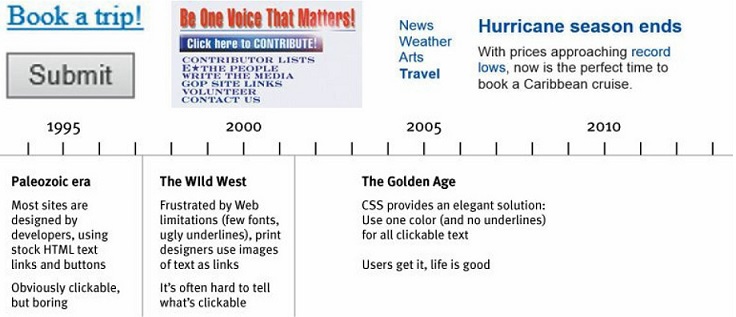 Book a trip!
Submit
Be One Voice That Matters!
Click here to CONTRIBUTE!
CONTRIBUTOR LISTS
E★THE PEOPLE
WRITE THE MEDIA
GOP SITE LINKS
VOLUNTEER
CONTACT US
News
Weather
Arts
Travel
Hurricane season ends
With prices approaching record
lows, now is the perfect time to
book a Caribbean cruise.
1995
2000
2005
2010
Paleozoic era
Most sites are
designed by
developers, using
stock HTML text
links and buttons
Obviously clickable,
but boring
The WIld West
Frustrated by Web
limitations (few fonts,
ugly underlines), print
designers use images
of text as links
It's often hard to tell
what's clickable
The Golden Age
CSS provides an elegant solution:
Use one color (and no underlines)
for all clickable text
Users get it, life is good